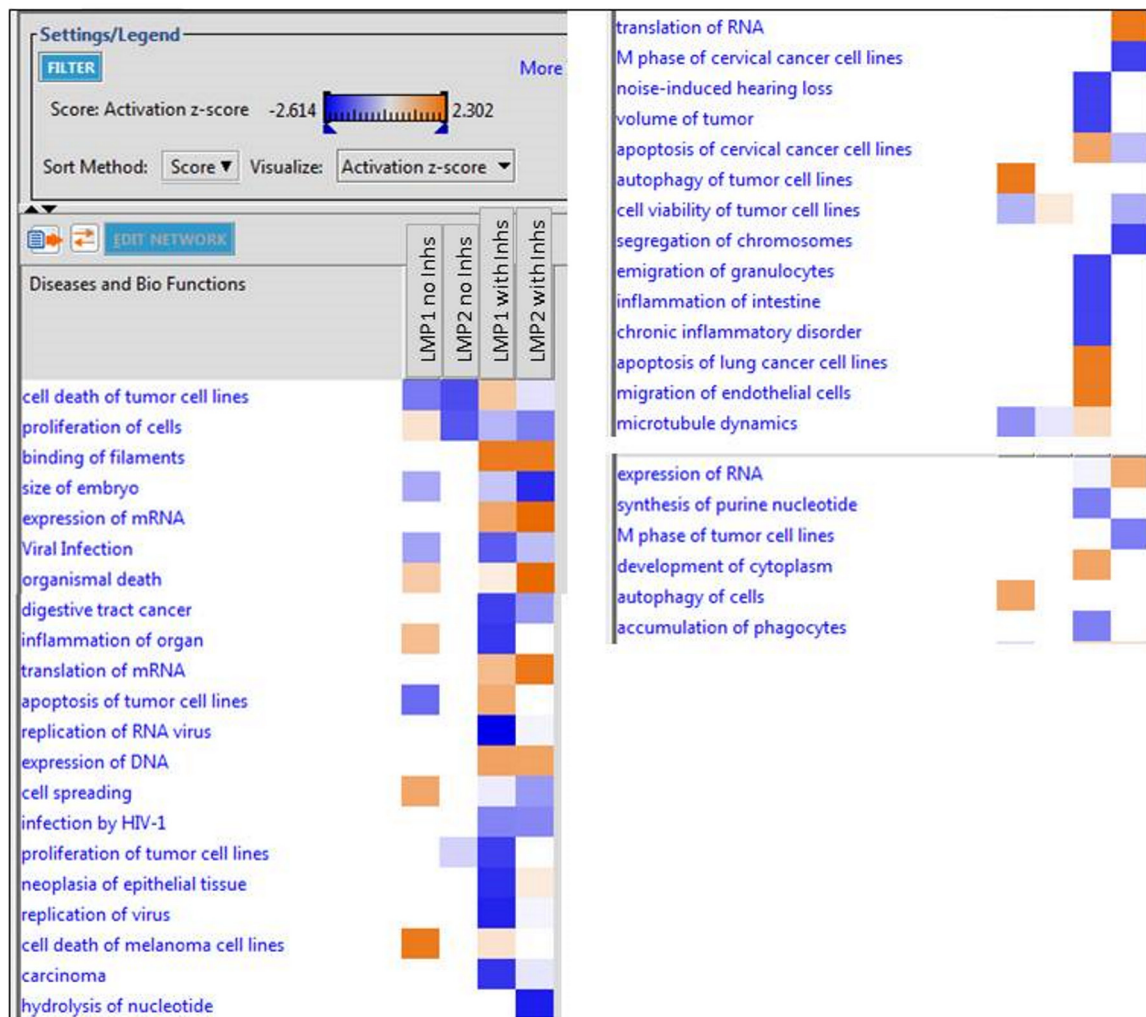 Settings/Legend
FILTER
More
Score: Activation z-score -2.614 2.302
Sort Method: Score ▼ Visualize: Activation z-score
EDIT NETWORK
Diseases and Bio Functions
LMP1 no Inhs
LMP2 no Inhs
LMP1 with Inhs
LMP2 with Inhs
cell death of tumor cell lines
proliferation of cells
binding of filaments
size of embryo
expression of mRNA
Viral Infection
organismal death
digestive tract cancer
inflammation of organ
translation of mRNA
apoptosis of tumor cell lines
replication of RNA virus
expression of DNA
cell spreading
infection by HIV-1
proliferation of tumor cell lines
neoplasia of epithelial tissue
replication of virus
cell death of melanoma cell lines
carcinoma
hydrolysis of nucleotide
translation of RNA
M phase of cervical cancer cell lines
noise-induced hearing loss
volume of tumor
apoptosis of cervical cancer cell lines
autophagy of tumor cell lines
cell viability of tumor cell lines
segregation of chromosomes
emigration of granulocytes
inflammation of intestine
chronic inflammatory disorder
apoptosis of lung cancer cell lines
migration of endothelial cells
microtubule dynamics
expression of RNA
synthesis of purine nucleotide
M phase of tumor cell lines
development of cytoplasm
autophagy of cells
accumulation of phagocytes